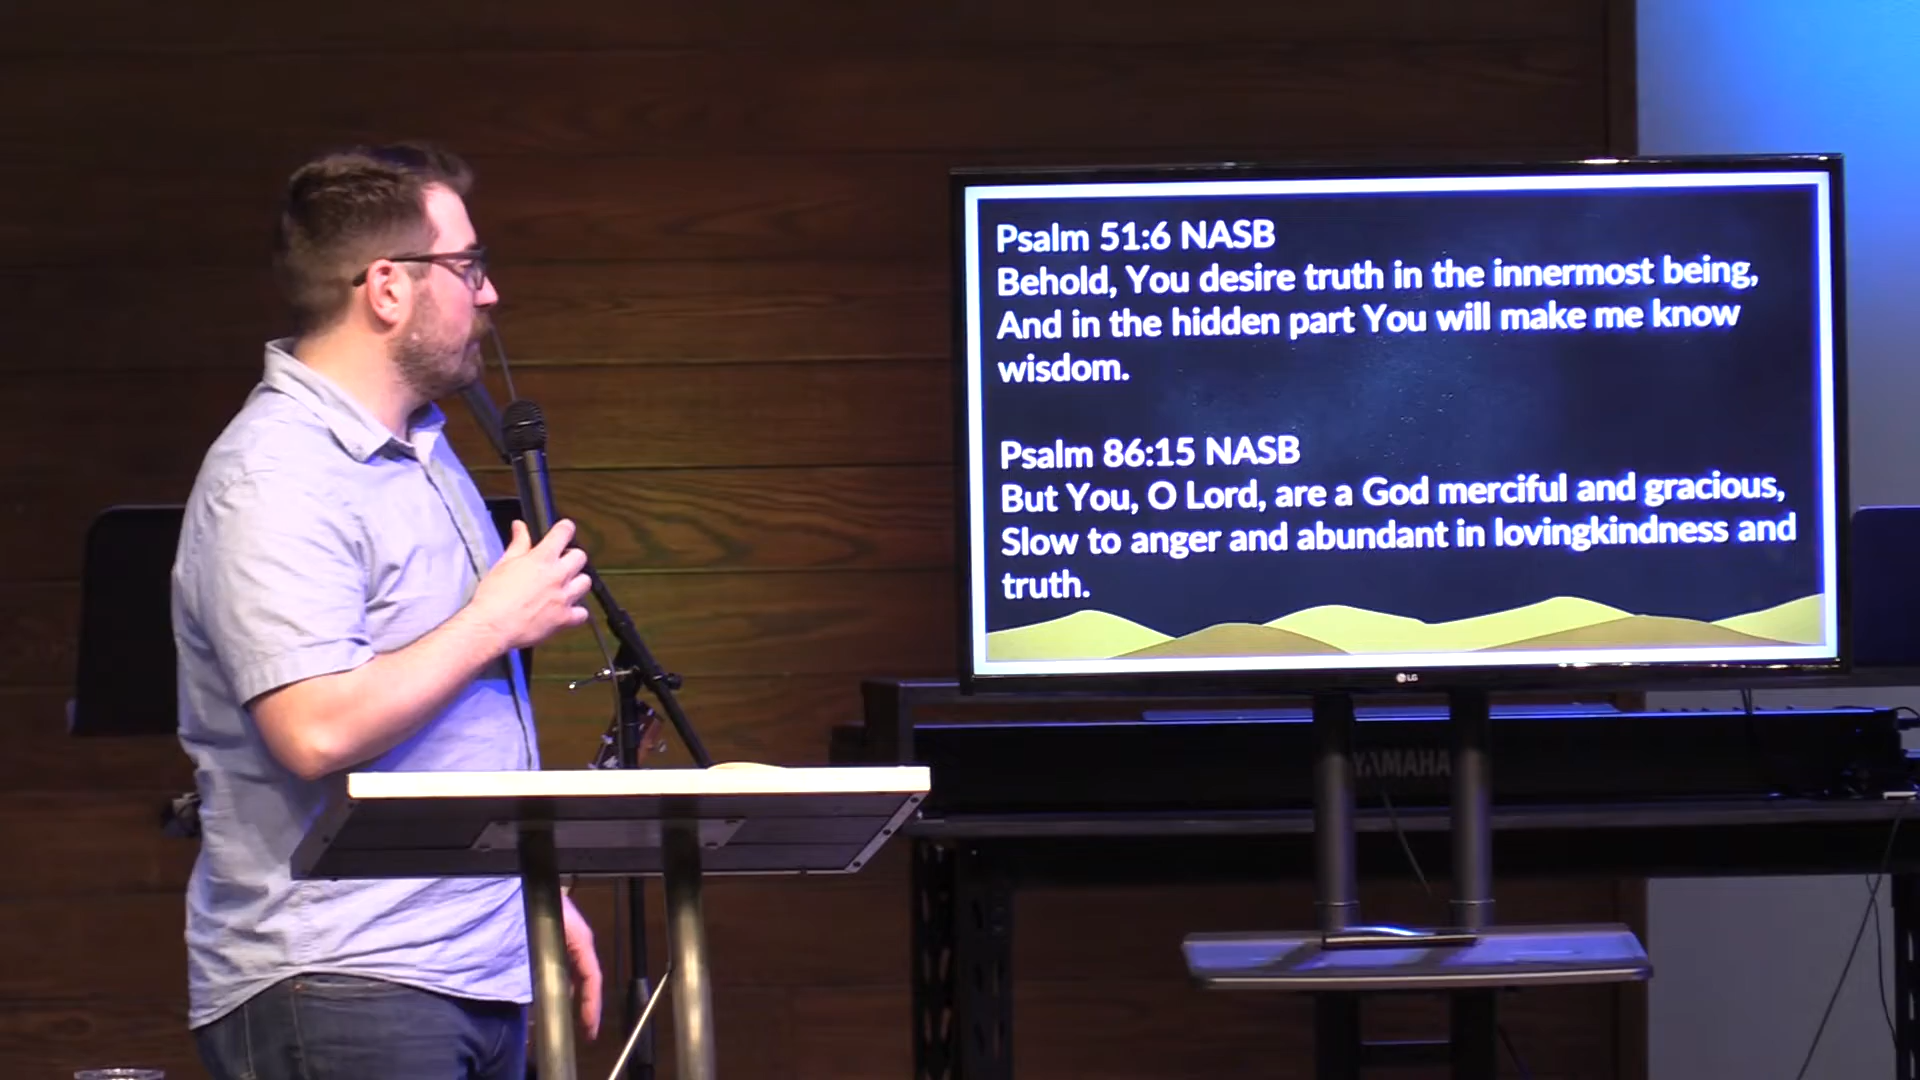 Psalm 51:6 NASB
Behold, You desire truth in the innermost being,
And in the hidden part You will make me know
wisdom.
Psalm 86:15 NASB
But You, O Lord, are a God merciful and gracious,
Slow to anger and abundant in lovingkindness and
truth.
LG
YAMAHA